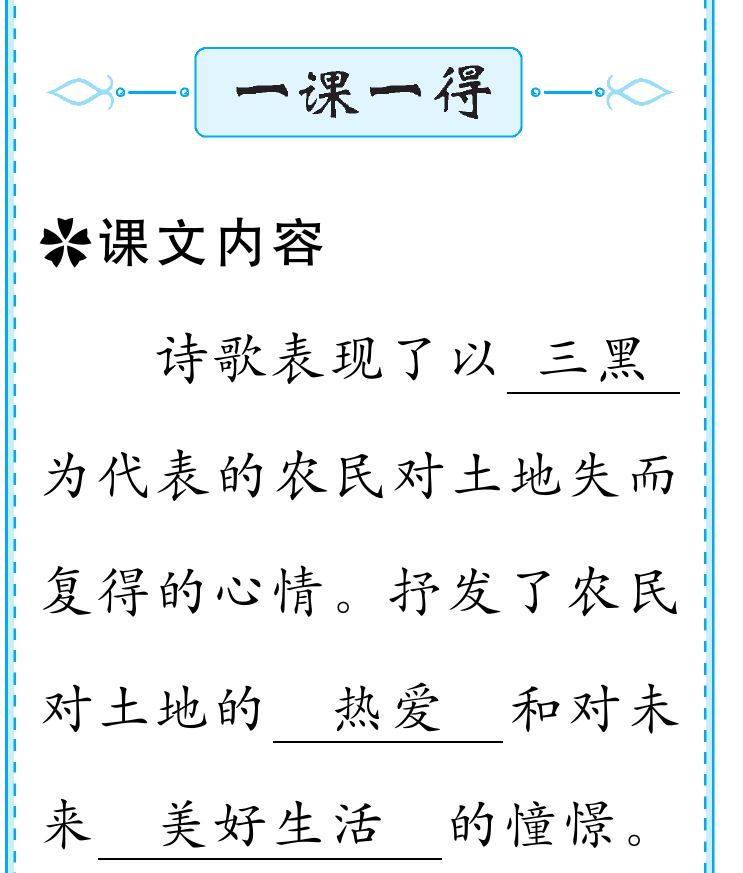 一课一得
课文内容
诗歌表现了以 三黑
为代表的农民对土地失而
复得的心情。抒发了农民
对土地的 热爱 和对未
来 美好生活 的憧憬。